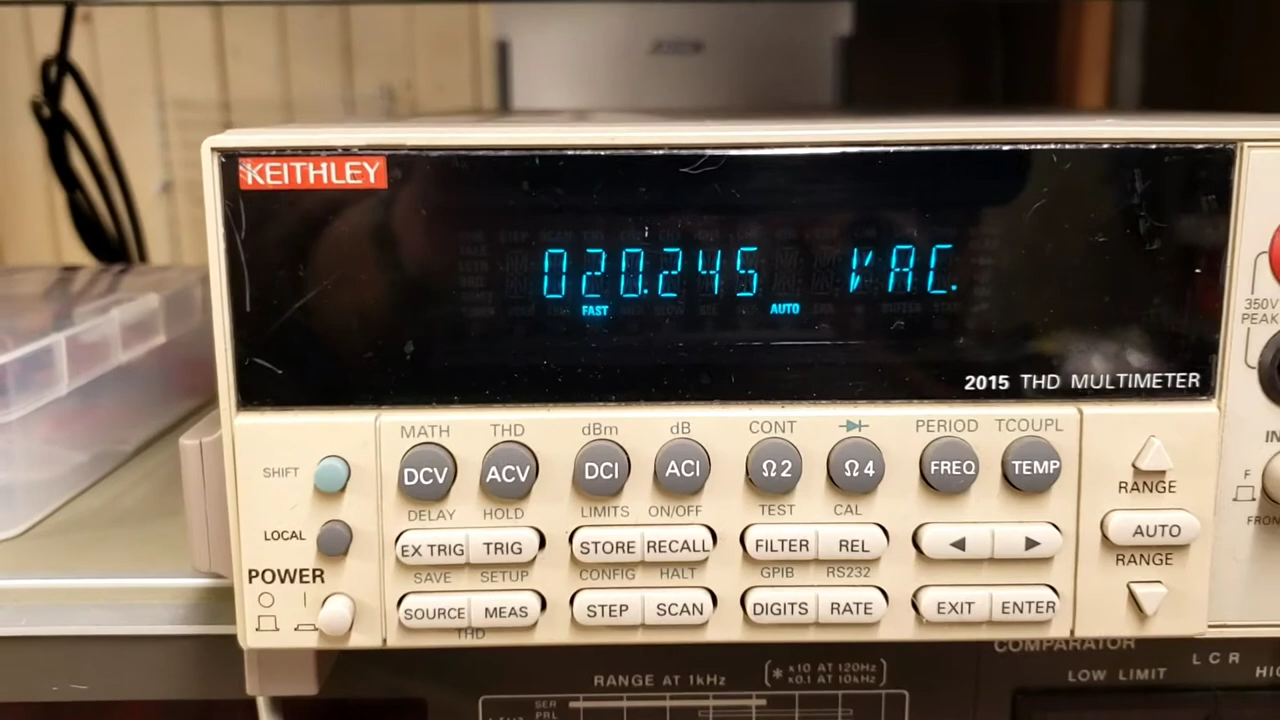 KEITHLEY
020.245 VAC.
FAST AUTO
2015 THD MULTIMETER
350V
PEAK
MATH THD dBm dB CONT PERIOD TCOUPL
SHIFT DCV ACV DCI ACI Ω2 Ω4 FREQ TEMP
RANGE
DELAY HOLD LIMITS ON/OFF TEST CAL
LOCAL EX TRIG TRIG STORE RECALL FILTER REL ◀ ▶ AUTO
RANGE
POWER SAVE SETUP CONFIG HALT GPIB RS232
SOURCE MEAS STEP SCAN DIGITS RATE EXIT ENTER
THD
F
COMPARATOR
RANGE AT 1kHz (* x10 AT 120Hz
x0.1 AT 10kHz)
LOW LIMIT LCR
SER
PRL